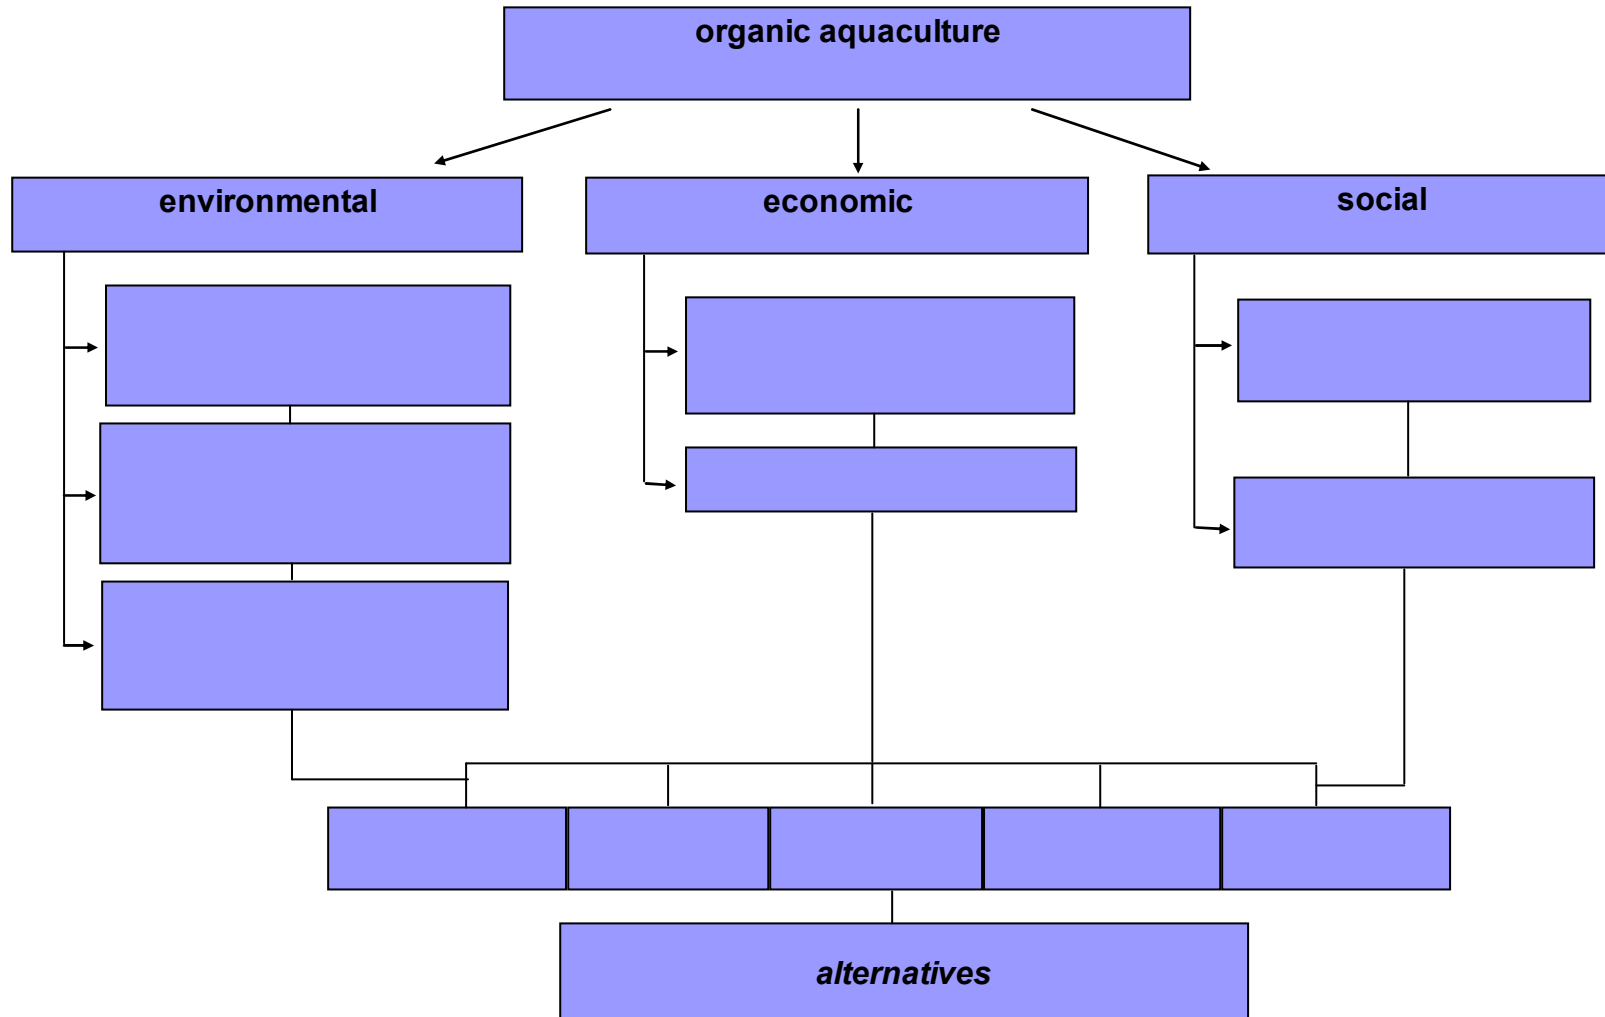 organic aquaculture
environmental
economic
social
alternatives